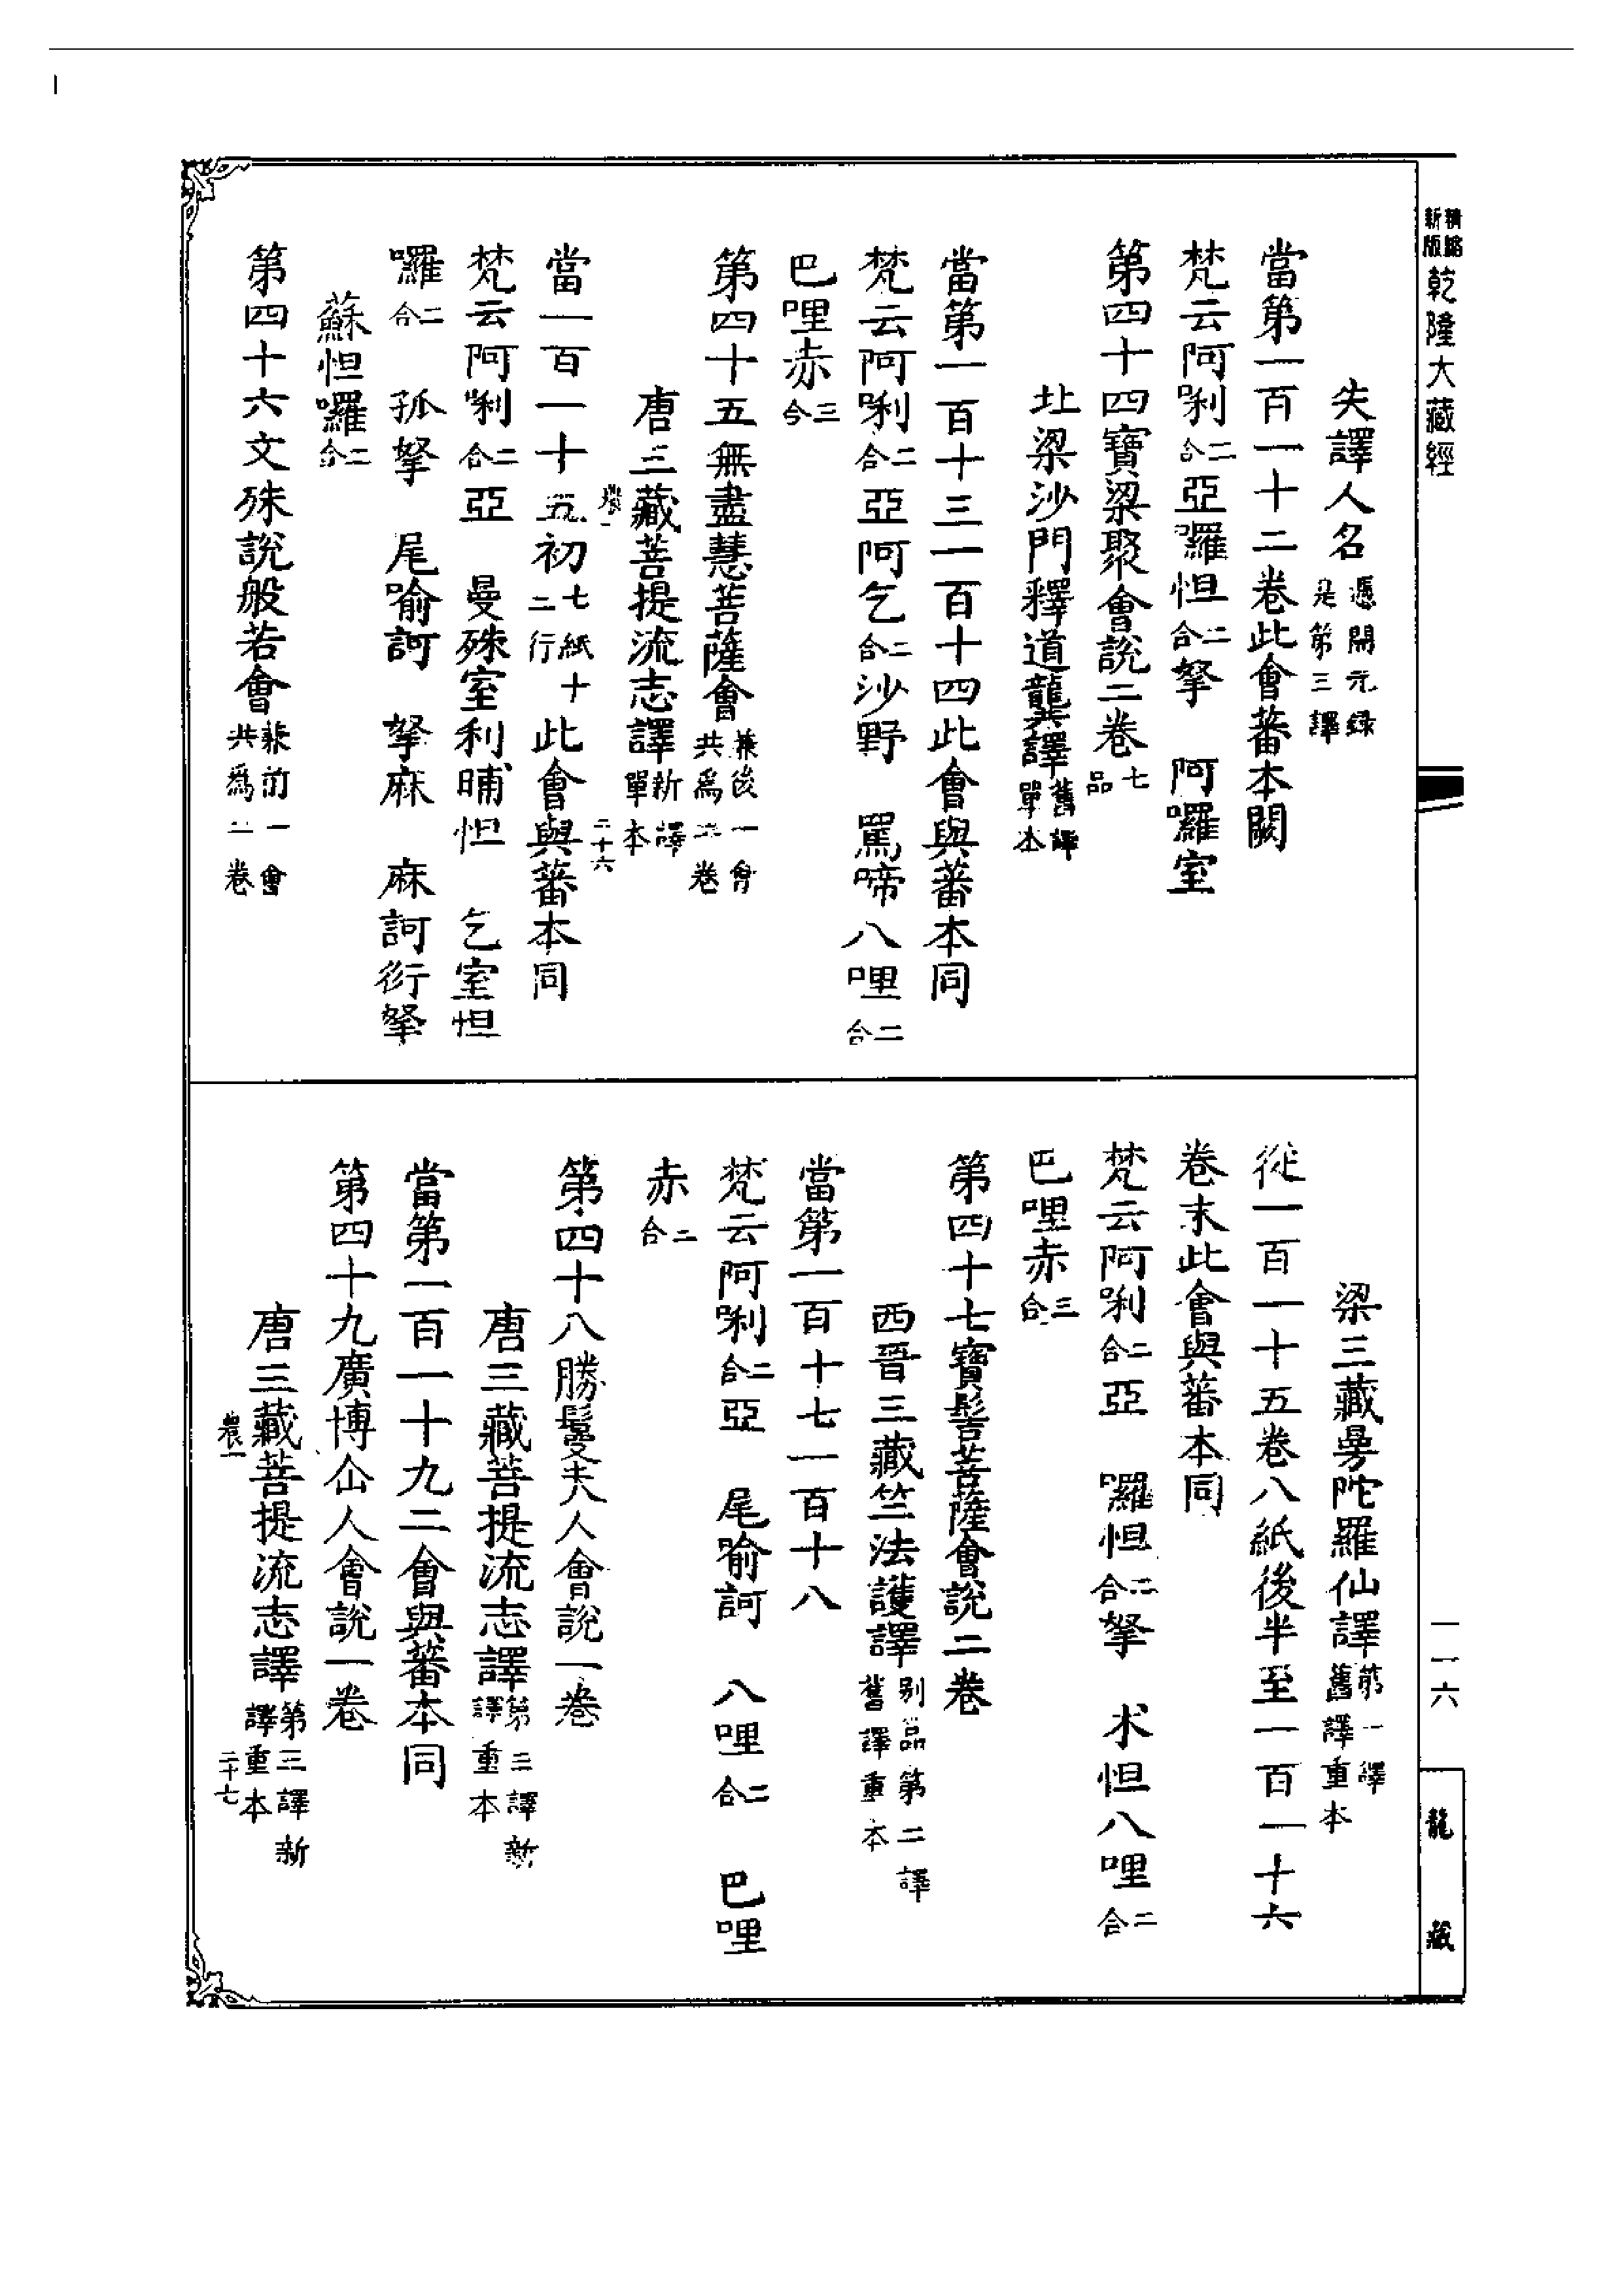 新版精縮乾隆大藏經
失譯人名憑開元錄是第三譯
當第一百一十二卷此會蕃本闕
梵云阿唎二合亞囉怛二合拏　阿囉室
第四十四寶梁聚會說二卷七品
北梁沙門釋道龔譯舊譯單本
當第一百十三一百十四此會與蕃本同
梵云阿唎二合亞阿乞二合沙野　罵啼八哩二合
巴哩赤三合
第四十五無盡慧菩薩會兼後一會共爲二卷
唐三藏菩提流志譯新譯單本
農一　二十六
當一百一十五初七紙十二行此會與蕃本同
梵云阿唎二合亞　曼殊室利晡怛　乞室怛
囉二合　孤拏　尾喻訶　拏麻　麻訶衍拏
蘇怛囉二合
第四十六文殊說般若會兼前一會共爲二卷
梁三藏曼陀羅仙譯第一譯舊譯重本
從一百一十五卷八紙後半至一百一十六
卷末此會與蕃本同
梵云阿唎二合亞　囉怛二合拏　术怛八哩二合
巴哩赤三合
第四十七寶髻菩薩會說二卷
西晉三藏竺法護譯別品第二譯舊譯重本
當第一百十七一百十八
梵云阿唎二合亞　尾喻訶　八哩二合　巴哩
赤二合
第四十八勝鬘夫人會說一卷
唐三藏菩提流志譯第三譯新譯重本
當第一百一十九二會與蕃本同
第四十九廣博仚人會說一卷
唐三藏菩提流志譯第三譯新譯重本
農一　二十七
一一六
龍藏